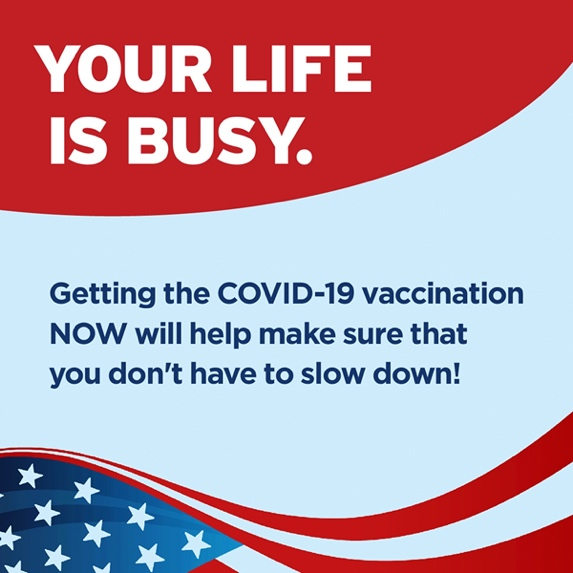 YOUR LIFE
IS BUSY.
Getting the COVID-19 vaccination
NOW will help make sure that
you don't have to slow down!